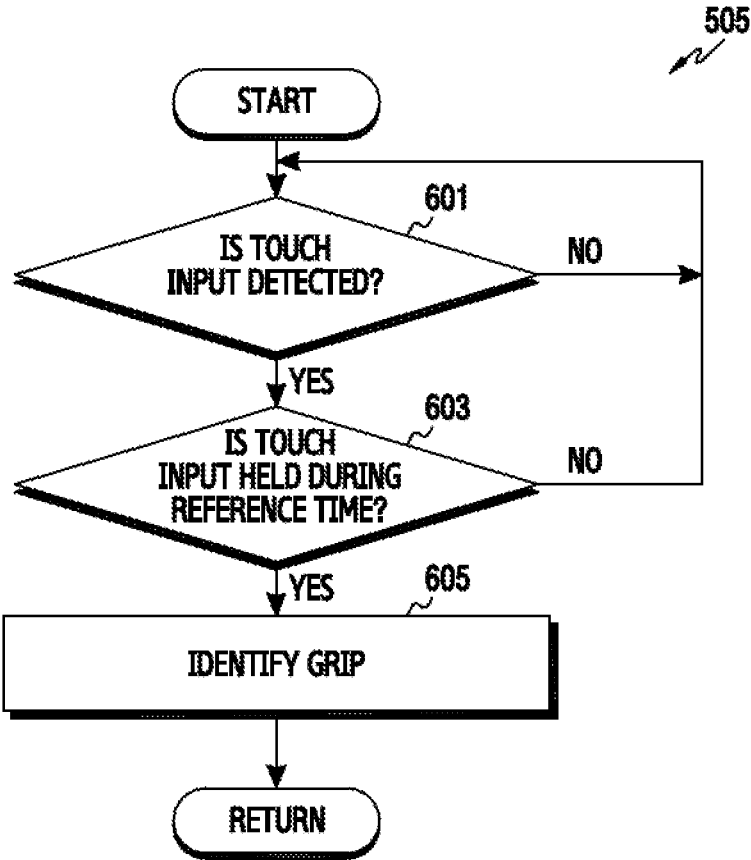 505
START
601
IS TOUCH
INPUT DETECTED?
NO
YES
603
IS TOUCH
INPUT HELD DURING
REFERENCE TIME?
NO
YES
605
IDENTIFY GRIP
RETURN